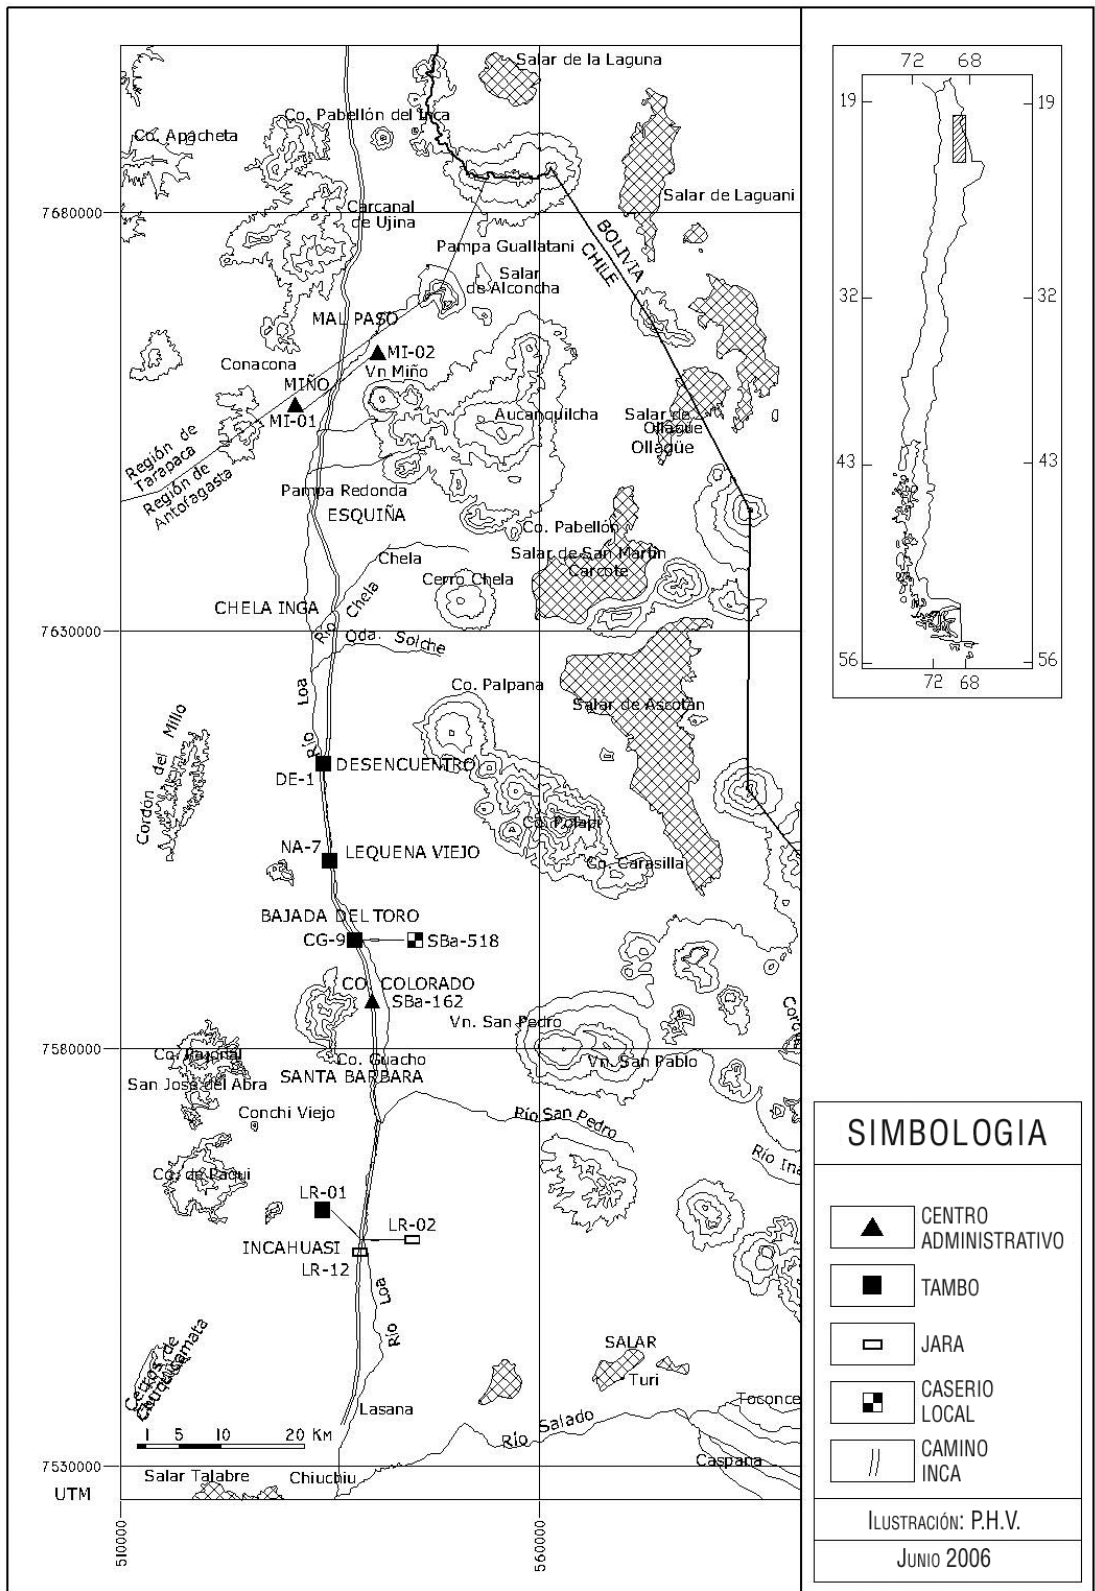 Salar de la Laguna
Co. Pabellón del Inca
Co. Apacheta
Salar de Laguani
7680000
Carcanal
de Ujina
BOLIVIA
CHILE
Pampa Guallatani
Salar
de Alconcha
MAL PASO
MI-02
Conacona
Vn Miño
MIÑO
MI-01
Aucanquilcha
Salar de
Ollagüe
Ollagüe
Región de
Tarapaca
Región de
Antofagasta
Pampa Redonda
ESQUIÑA
Co. Pabellón
Chela
Salar de San Martín
Carcote
Cerro Chela
CHELA INGA
Río Chela
7630000
Qda. Solche
Río Loa
Co. Palpana
Salar de Ascotán
Cordón del Millo
DESENCUENTRO
DE-1
Co. Polapi
NA-7
LEQUENA VIEJO
Co. Carasilla
BAJADA DEL TORO
CG-9
SBa-518
CO. COLORADO
SBa-162
Vn. San Pedro
7580000
Co. Pajonal
Co. Guacho
Vn. San Pablo
SANTA BARBARA
San José del Abra
Conchi Viejo
Río San Pedro
Co. de Paqui
LR-01
LR-02
INCAHUASI
LR-12
Río Loa
Cerros de
Chuquicamata
SALAR
Turi
Toconce
Lasana
Río Salado
1 5 10 20 KM
7530000
Caspana
Salar Talabre
Chiuchiu
UTM
510000
560000
72 68
19 19
32 32
43 43
56 56
72 68
SIMBOLOGIA
CENTRO
ADMINISTRATIVO
TAMBO
JARA
CASERIO
LOCAL
CAMINO
INCA
ILUSTRACIÓN: P.H.V.
JUNIO 2006